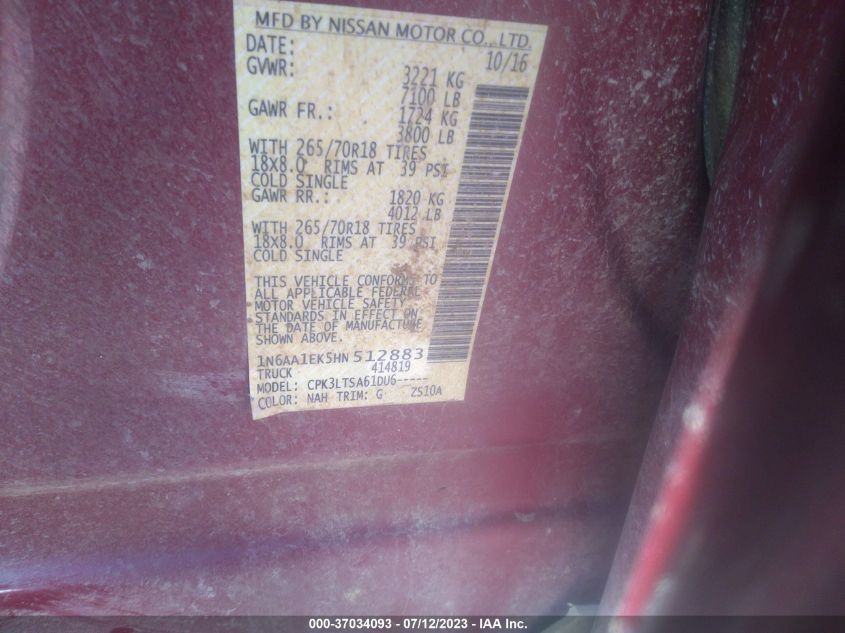 MFD BY NISSAN MOTOR CO., LTD.
DATE: 10/16
GVWR: 3221 KG
7100 LB
GAWR FR.: 1724 KG
3800 LB
WITH 265/70R18 TIRES
18X8.0 RIMS AT 39 PSI
COLD SINGLE
GAWR RR.: 1820 KG
4012 LB
WITH 265/70R18 TIRES
18X8.0 RIMS AT 39 PSI
COLD SINGLE
THIS VEHICLE CONFORMS TO
ALL APPLICABLE FEDERAL
MOTOR VEHICLE SAFETY
STANDARDS IN EFFECT ON
THE DATE OF MANUFACTURE
SHOWN ABOVE.
1N6AA1EK5HN 512883
TRUCK 414819
MODEL: CPK3LTSA61DU6-----
COLOR: NAH TRIM: G ZS10A
000-37034093 - 07/12/2023 - IAA Inc.